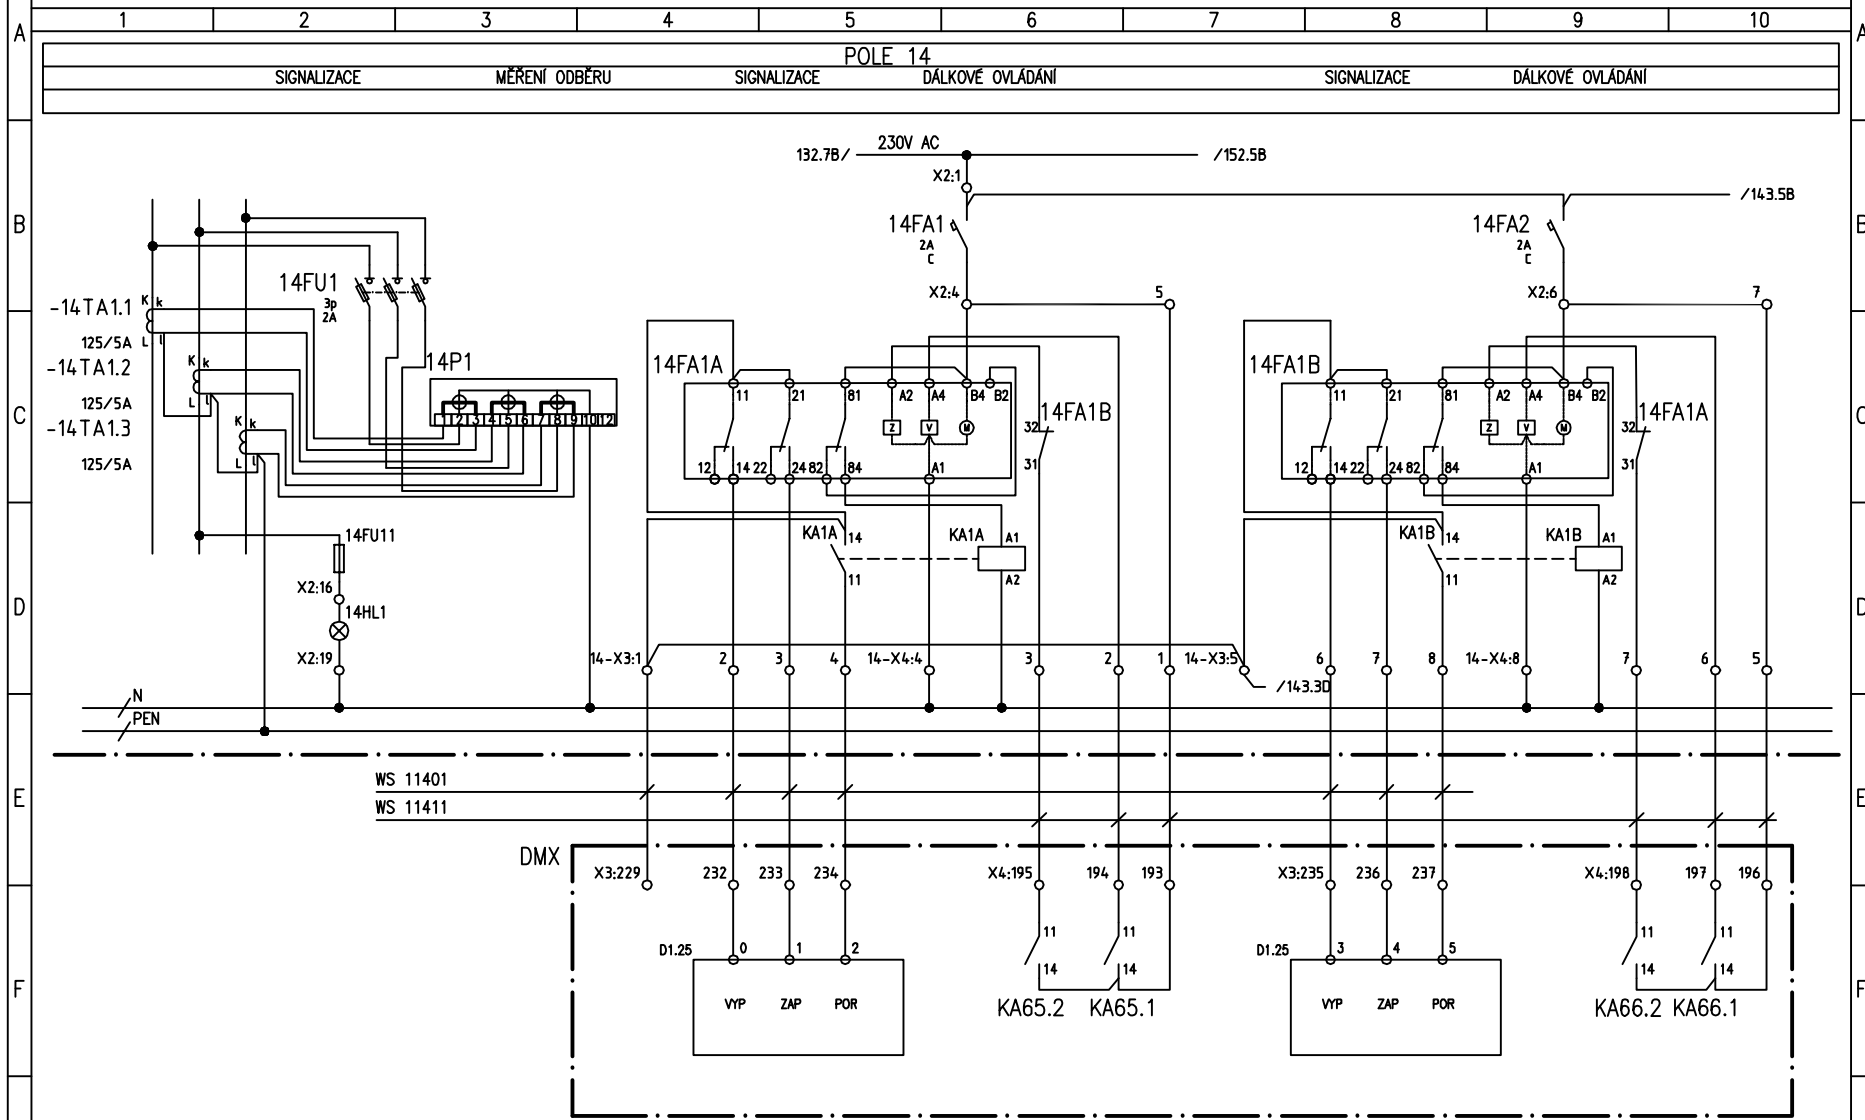 1 2 3 4 5 6 7 8 9 10
A A
POLE 14
SIGNALIZACE MĚŘENÍ ODBĚRU SIGNALIZACE DÁLKOVÉ OVLÁDÁNÍ SIGNALIZACE DÁLKOVÉ OVLÁDÁNÍ
132.7B/ 230V AC /152.5B
X2:1
/143.5B
B B
14FA1 14FA2
2A 2A
C C
14FU1
3p
2A
X2:4 5 X2:6 7
-14TA1.1 K k
125/5A L l
-14TA1.2 K k
125/5A L l
-14TA1.3 K k
125/5A L l
14P1
1 2 3 4 5 6 7 8 9 10 12
C C
14FA1A 14FA1B 14FA1B 14FA1A
11 21 81 A2 A4 B4 B2 11 21 81 A2 A4 B4 B2
Z V M 32 Z V M 32
31 31
12 14 22 24 82 84 A1 12 14 22 24 82 84 A1
14FU11
KA1A 14 KA1A A1 KA1B 14 KA1B A1
11 A2 11 A2
X2:16
14HL1
D D
X2:19
14-X3:1 2 3 4 14-X4:4 3 2 1 14-X3:5 6 7 8 14-X4:8 7 6 5
/143.3D
N
PEN
WS 11401
WS 11411
E E
DMX
X3:229 232 233 234 X4:195 194 193 X3:235 236 237 X4:198 197 196
D1.25 0 1 2 11 11 D1.25 3 4 5 11 11
14 14 14 14
VYP ZAP POR VYP ZAP POR
KA65.2 KA65.1 KA66.2 KA66.1
F F